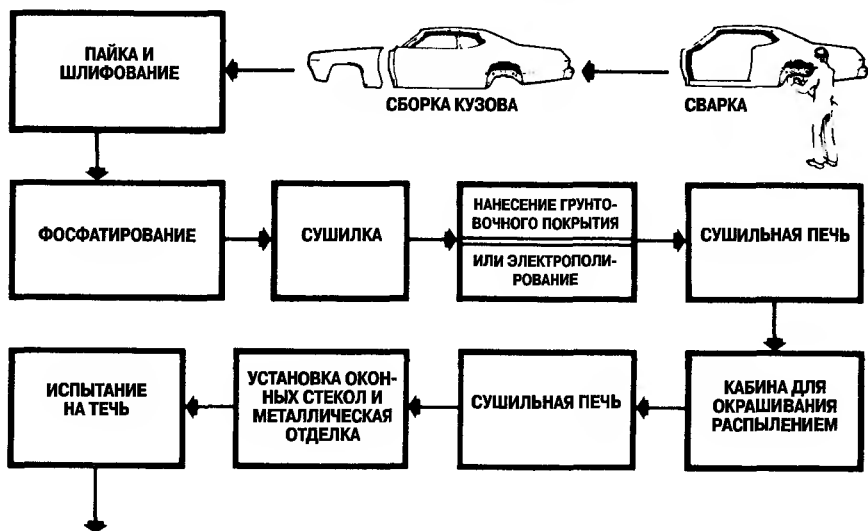 ПАЙКА И
ШЛИФОВАНИЕ
СБОРКА КУЗОВА
СВАРКА
ФОСФАТИРОВАНИЕ
СУШИЛКА
НАНЕСЕНИЕ ГРУНТО-
ВОЧНОГО ПОКРЫТИЯ
ИЛИ ЭЛЕКТРОПОЛИ-
РОВАНИЕ
СУШИЛЬНАЯ ПЕЧЬ
ИСПЫТАНИЕ
НА ТЕЧЬ
УСТАНОВКА ОКОН-
НЫХ СТЕКОЛ И
МЕТАЛЛИЧЕСКАЯ
ОТДЕЛКА
СУШИЛЬНАЯ ПЕЧЬ
КАБИНА ДЛЯ
ОКРАШИВАНИЯ
РАСПЫЛЕНИЕМ